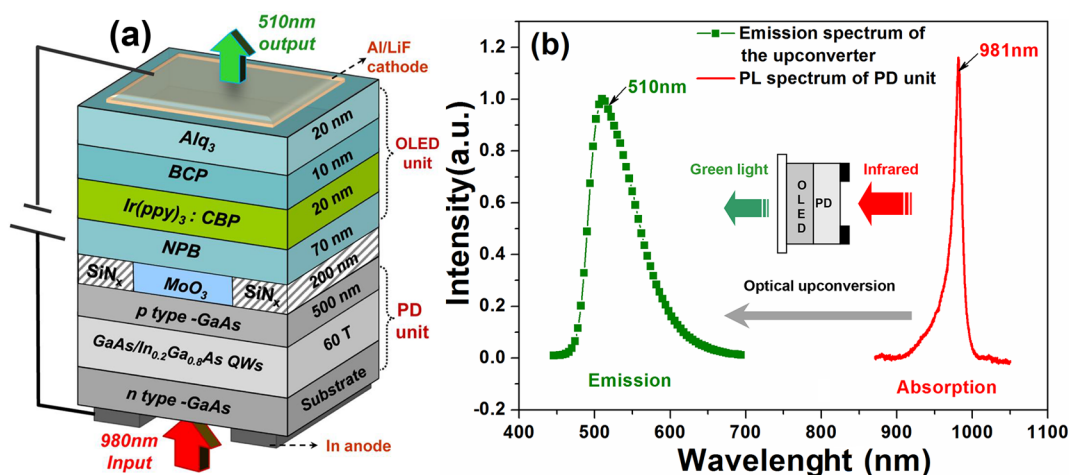 (a)
510nm
output
Al/LiF
cathode
Alq3
20 nm
BCP
10 nm
Ir(ppy)3 : CBP
20 nm
NPB
70 nm
OLED
unit
SiNx
MoO3
SiNx
200 nm
p type -GaAs
500 nm
GaAs/In0.2Ga0.8As QWs
60 T
n type -GaAs
Substrate
PD
unit
980nm
Input
In anode
(b)
Emission spectrum of
the upconverter
PL spectrum of PD unit
510nm
981nm
Green light
Infrared
OLED
PD
Optical upconversion
Emission
Absorption
Intensity(a.u.)
1.2
1.0
0.8
0.6
0.4
0.2
0.0
-0.2
400 500 600 700 800 900 1000 1100
Wavelenght (nm)